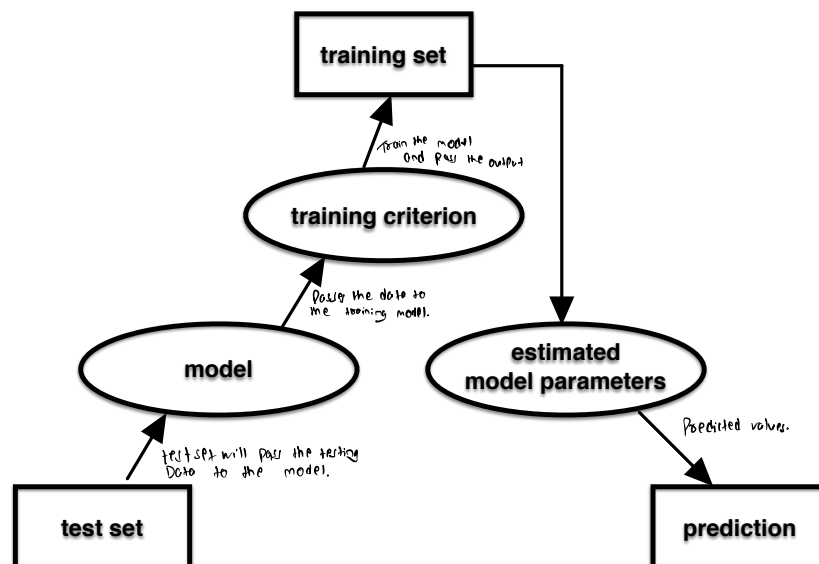 training set
Train the model
and pass the output
training criterion
Passes the data to
the training model.
model
estimated
model parameters
Predicted values.
test set will pass the testing
Data to the model.
test set
prediction